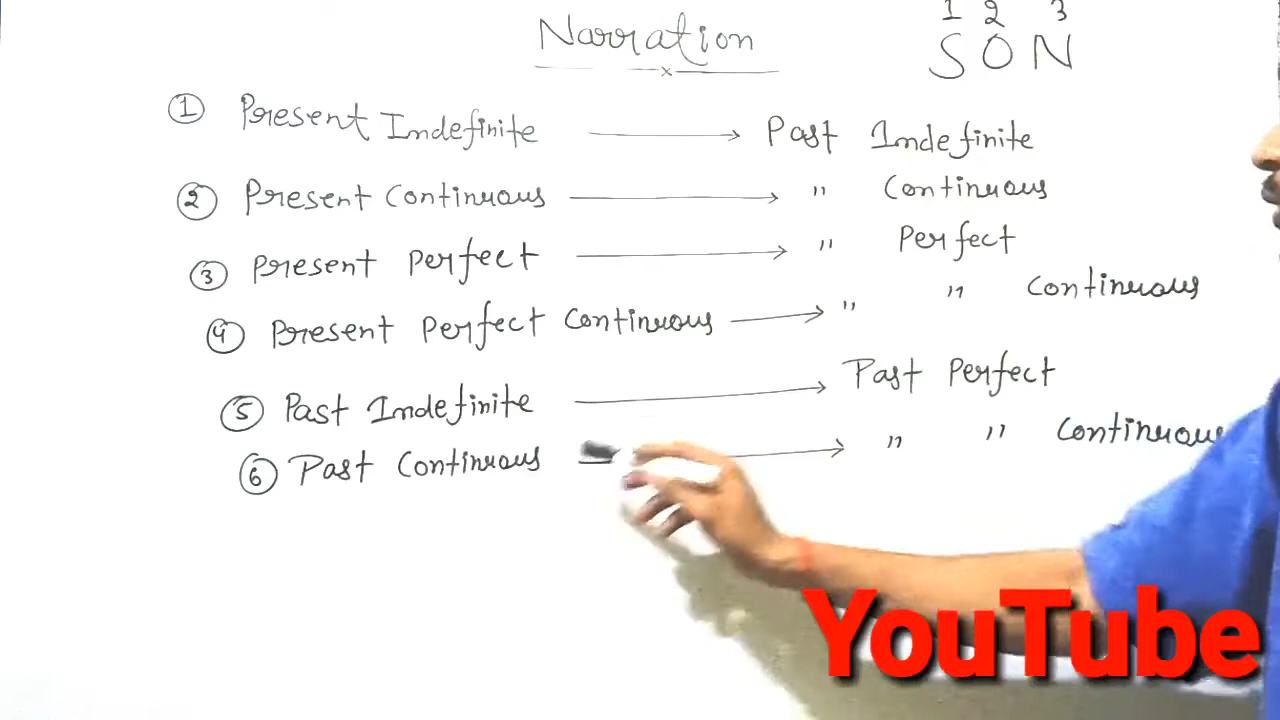 Narration
1 2 3
SON
① Present Indefinite → Past Indefinite
② Present Continuous → " Continuous
③ Present Perfect → " Perfect
④ Present Perfect Continuous → " " Continuous
⑤ Past Indefinite → Past Perfect
⑥ Past Continuous → " " Continuous
YouTube